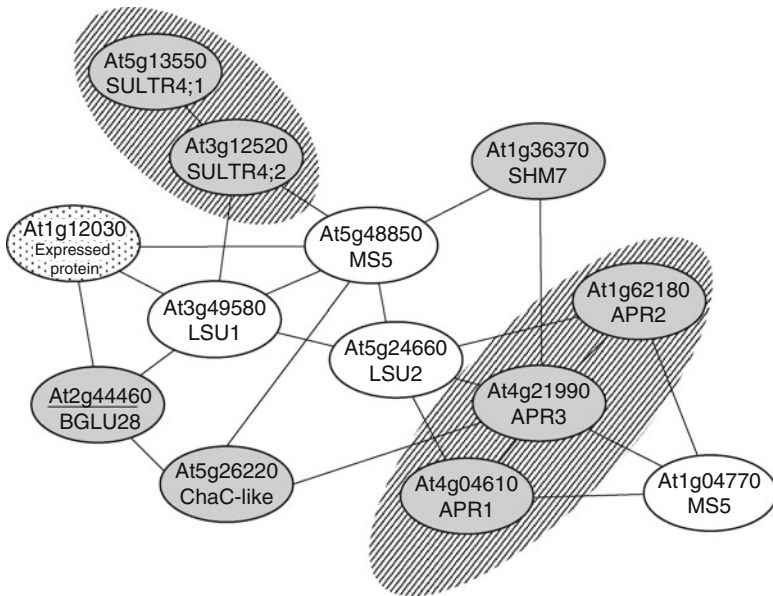 At5g13550
SULTR4;1
At3g12520
SULTR4;2
At1g36370
SHM7
At1g12030
Expressed
protein
At5g48850
MS5
At3g49580
LSU1
At1g62180
APR2
At5g24660
LSU2
At4g21990
APR3
At2g44460
BGLU28
At5g26220
ChaC-like
At4g04610
APR1
At1g04770
MS5